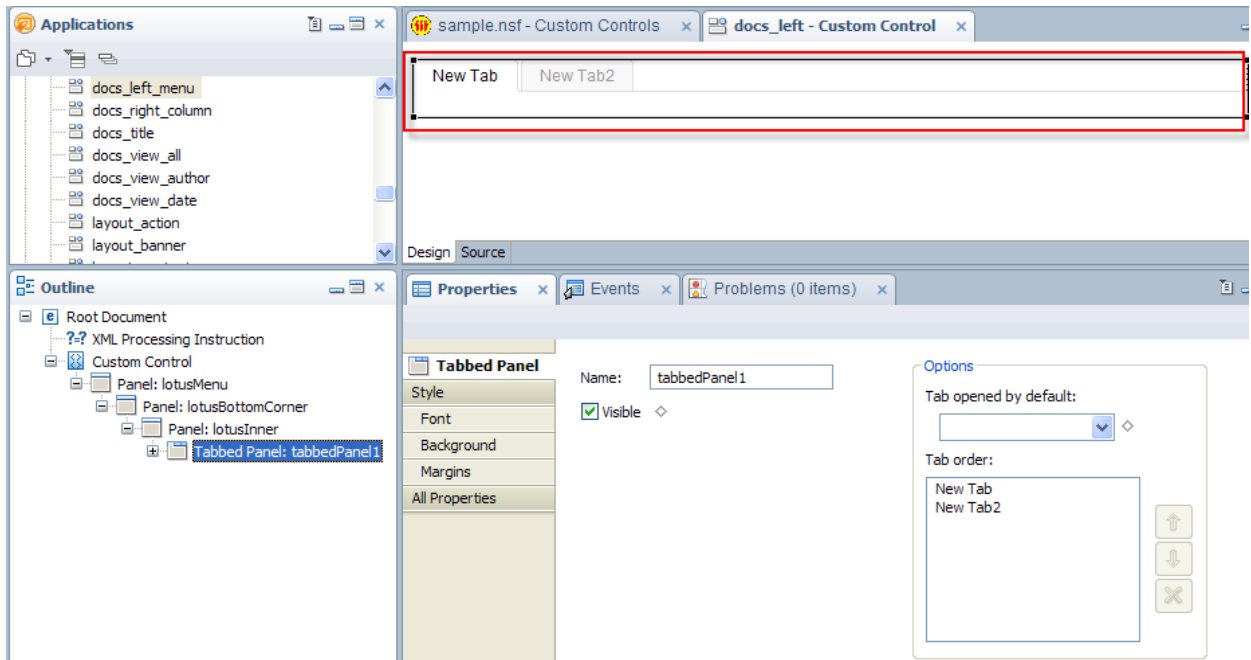 Applications
docs_left_menu
docs_right_column
docs_title
docs_view_all
docs_view_author
docs_view_date
layout_action
layout_banner
sample.nsf - Custom Controls
docs_left - Custom Control
New Tab
New Tab2
Design
Source
Outline
Root Document
?=? XML Processing Instruction
Custom Control
Panel: lotusMenu
Panel: lotusBottomCorner
Panel: lotusInner
Tabbed Panel: tabbedPanel1
Properties
Events
Problems (0 items)
Tabbed Panel
Style
Font
Background
Margins
All Properties
Name:
tabbedPanel1
Visible
Options
Tab opened by default:
Tab order:
New Tab
New Tab2